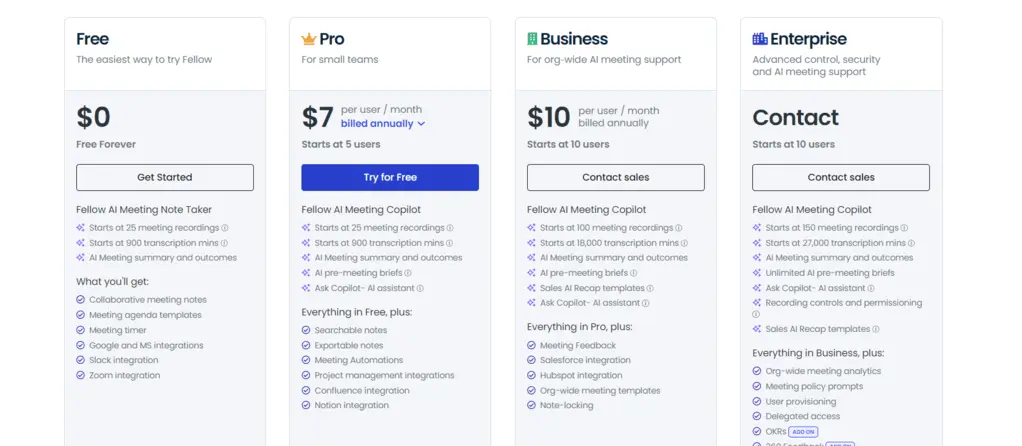 Free
The easiest way to try Fellow
$0
Free Forever
Get Started
Fellow AI Meeting Note Taker
Starts at 25 meeting recordings
Starts at 900 transcription mins
AI Meeting summary and outcomes
What you'll get:
Collaborative meeting notes
Meeting agenda templates
Meeting timer
Google and MS integrations
Slack integration
Zoom integration
Pro
For small teams
$7 per user / month
billed annually
Starts at 5 users
Try for Free
Fellow AI Meeting Copilot
Starts at 25 meeting recordings
Starts at 900 transcription mins
AI Meeting summary and outcomes
AI pre-meeting briefs
Ask Copilot- AI assistant
Everything in Free, plus:
Searchable notes
Exportable notes
Meeting Automations
Project management integrations
Confluence integration
Notion integration
Business
For org-wide AI meeting support
$10 per user / month
billed annually
Starts at 10 users
Contact sales
Fellow AI Meeting Copilot
Starts at 100 meeting recordings
Starts at 18,000 transcription mins
AI Meeting summary and outcomes
AI pre-meeting briefs
Sales AI Recap templates
Ask Copilot- AI assistant
Everything in Pro, plus:
Meeting Feedback
Salesforce integration
Hubspot integration
Org-wide meeting templates
Note-locking
Enterprise
Advanced control, security
and AI meeting support
Contact
Starts at 10 users
Contact sales
Fellow AI Meeting Copilot
Starts at 150 meeting recordings
Starts at 27,000 transcription mins
AI Meeting summary and outcomes
Unlimited AI pre-meeting briefs
Ask Copilot- AI assistant
Recording controls and permissioning
Sales AI Recap templates
Everything in Business, plus:
Org-wide meeting analytics
Meeting policy prompts
User provisioning
Delegated access
OKRs ADD ON